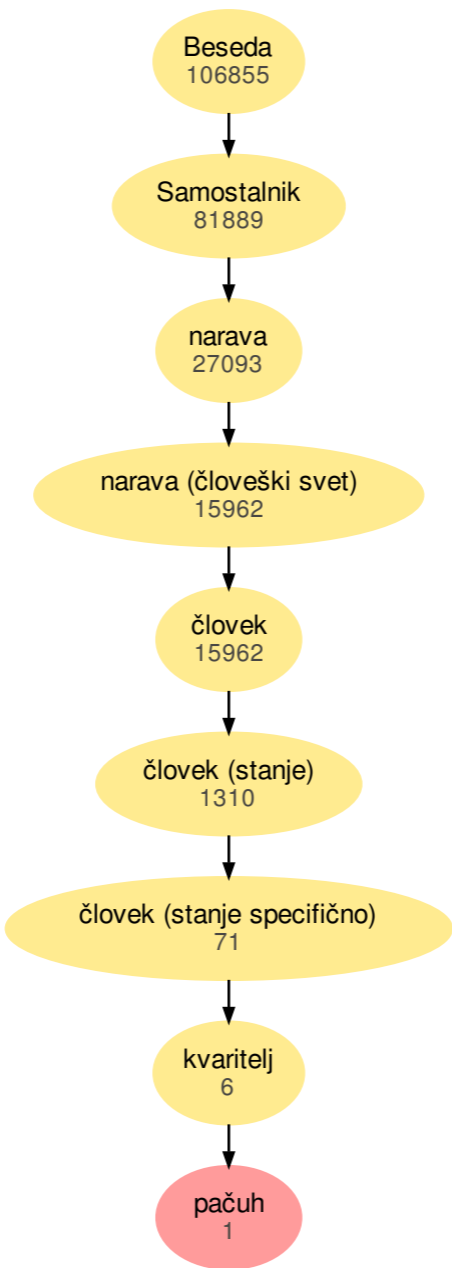 Beseda
106855
Samostalnik
81889
narava
27093
narava (človeški svet)
15962
človek
15962
človek (stanje)
1310
človek (stanje specifično)
71
kvaritelj
6
pačuh
1